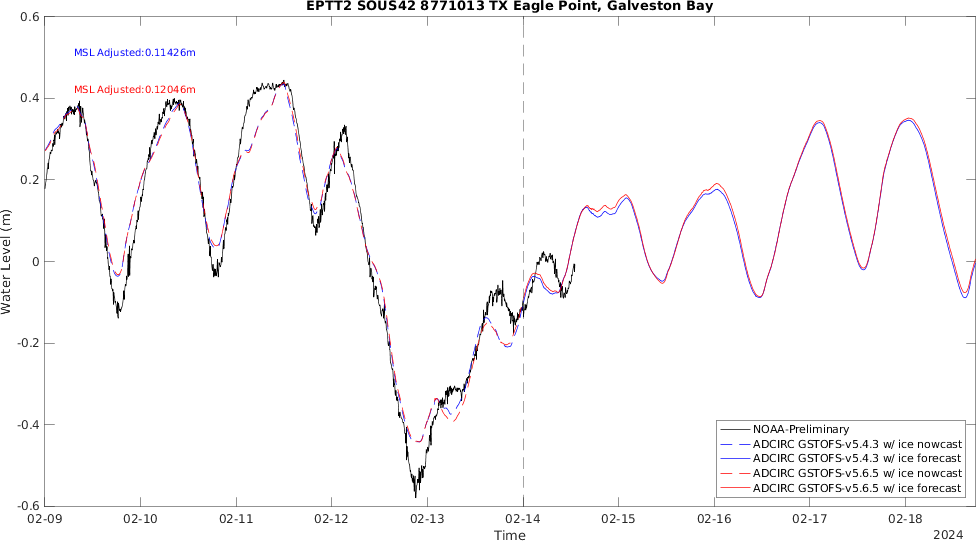 EPTT2 SOUS42 8771013 TX Eagle Point, Galveston Bay
0.6
MSL Adjusted:0.11426m
MSL Adjusted:0.12046m
0.4
0.2
0
-0.2
-0.4
-0.6
Water Level (m)
NOAA-Preliminary
ADCIRC GSTOFS-v5.4.3 w/ ice nowcast
ADCIRC GSTOFS-v5.4.3 w/ ice forecast
ADCIRC GSTOFS-v5.6.5 w/ ice nowcast
ADCIRC GSTOFS-v5.6.5 w/ ice forecast
02-09 02-10 02-11 02-12 02-13 02-14 02-15 02-16 02-17 02-18
Time
2024